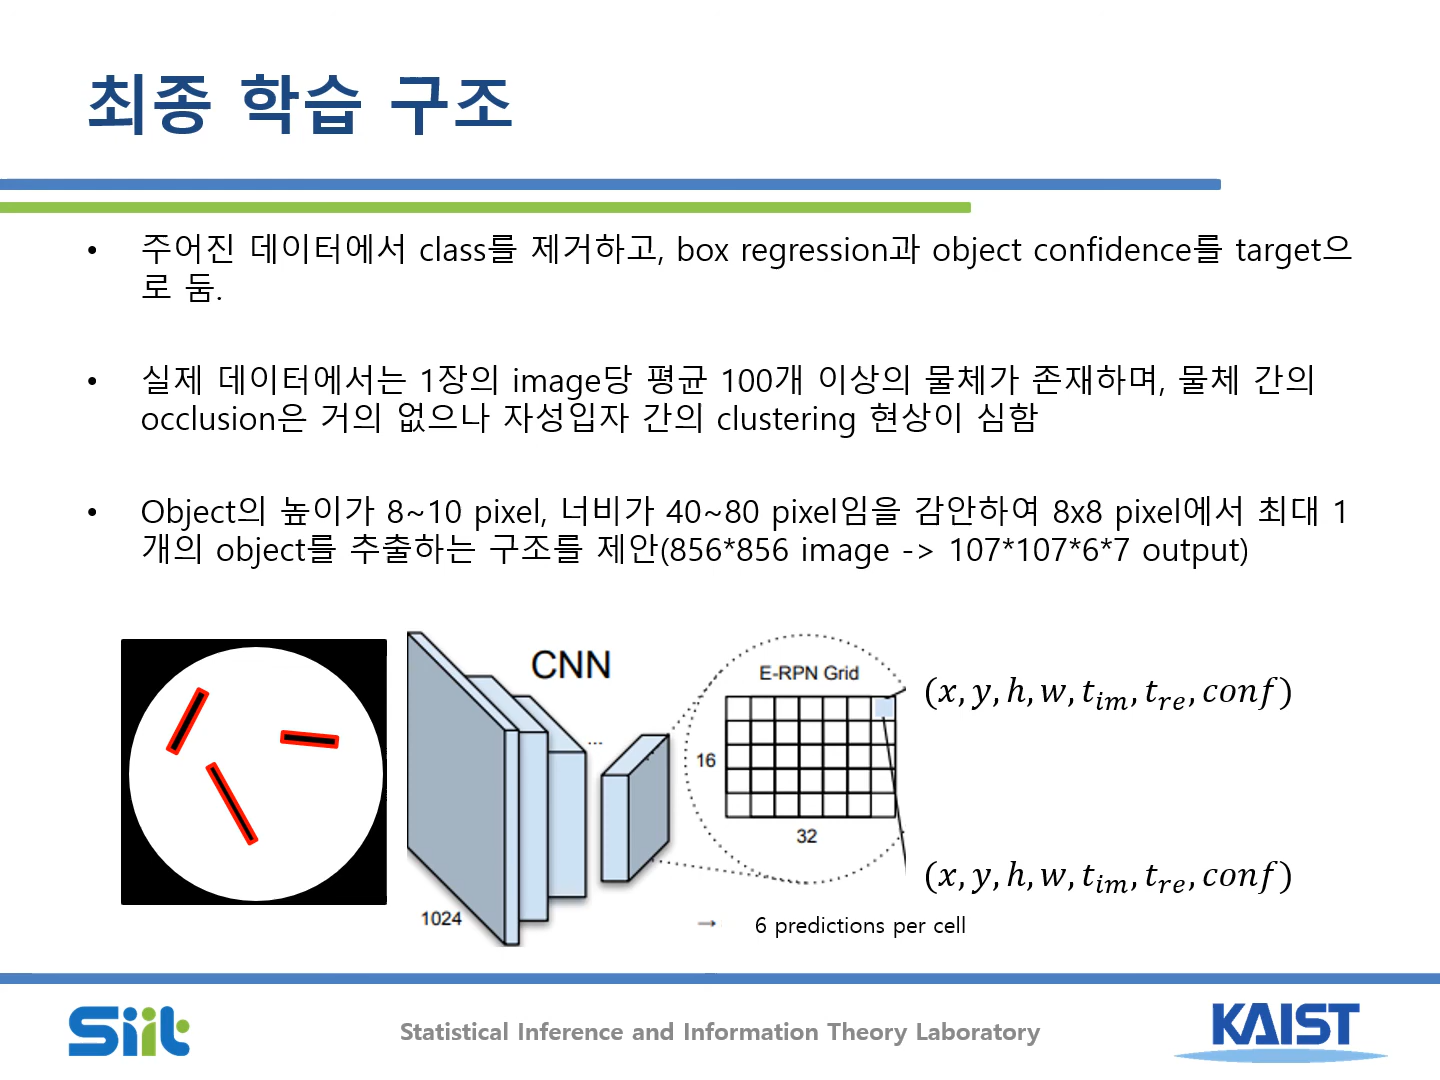 최종 학습 구조
• 주어진 데이터에서 class를 제거하고, box regression과 object confidence를 target으
로 둠.
• 실제 데이터에서는 1장의 image당 평균 100개 이상의 물체가 존재하며, 물체 간의
occlusion은 거의 없으나 자성입자 간의 clustering 현상이 심함
• Object의 높이가 8~10 pixel, 너비가 40~80 pixel임을 감안하여 8x8 pixel에서 최대 1
개의 object를 추출하는 구조를 제안(856*856 image -> 107*107*6*7 output)
CNN
...
E-RPN Grid
16
32
1024
(x, y, h, w, t_im, t_re, conf)
(x, y, h, w, t_im, t_re, conf)
→ 6 predictions per cell
Siit
Statistical Inference and Information Theory Laboratory
KAIST